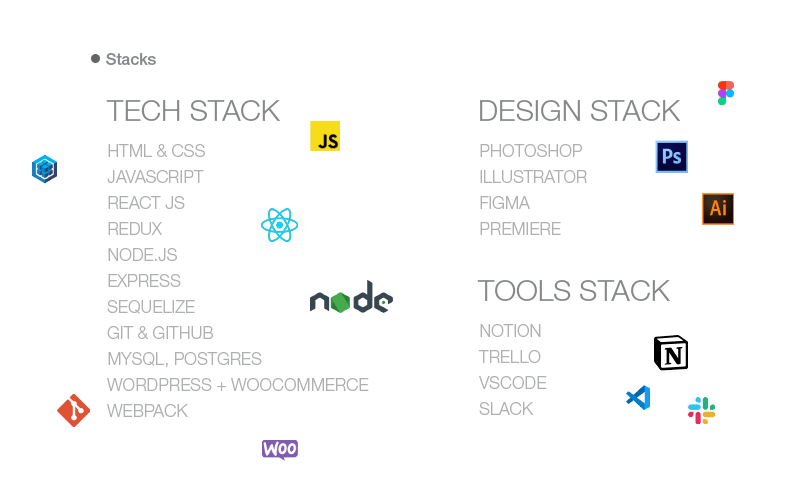 Stacks
TECH STACK
HTML & CSS
JAVASCRIPT
REACT JS
REDUX
NODE.JS
EXPRESS
SEQUELIZE
GIT & GITHUB
MYSQL, POSTGRES
WORDPRESS + WOOCOMMERCE
WEBPACK
JS
node
WOO
DESIGN STACK
PHOTOSHOP
ILLUSTRATOR
FIGMA
PREMIERE
Ps
Ai
TOOLS STACK
NOTION
TRELLO
VSCODE
SLACK
N